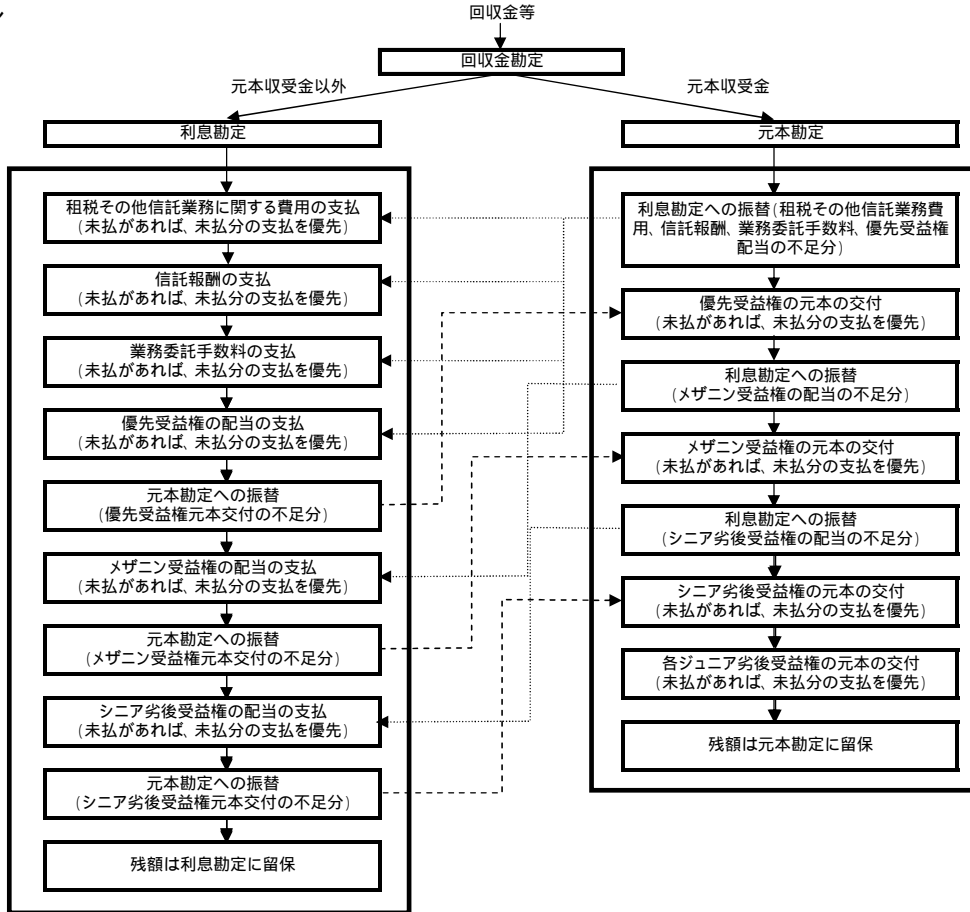 回収金等
回収金勘定
元本収受金以外
元本収受金
利息勘定
元本勘定
租税その他信託業務に関する費用の支払
(未払があれば、未払分の支払を優先)
信託報酬の支払
(未払があれば、未払分の支払を優先)
業務委託手数料の支払
(未払があれば、未払分の支払を優先)
優先受益権の配当の支払
(未払があれば、未払分の支払を優先)
元本勘定への振替
(優先受益権元本交付の不足分)
メザニン受益権の配当の支払
(未払があれば、未払分の支払を優先)
元本勘定への振替
(メザニン受益権元本交付の不足分)
シニア劣後受益権の配当の支払
(未払があれば、未払分の支払を優先)
元本勘定への振替
(シニア劣後受益権元本交付の不足分)
残額は利息勘定に留保
利息勘定への振替(租税その他信託業務費
用、信託報酬、業務委託手数料、優先受益権
配当の不足分)
優先受益権の元本の交付
(未払があれば、未払分の支払を優先)
利息勘定への振替
(メザニン受益権の配当の不足分)
メザニン受益権の元本の交付
(未払があれば、未払分の支払を優先)
利息勘定への振替
(シニア劣後受益権の配当の不足分)
シニア劣後受益権の元本の交付
(未払があれば、未払分の支払を優先)
各ジュニア劣後受益権の元本の交付
(未払があれば、未払分の支払を優先)
残額は元本勘定に留保